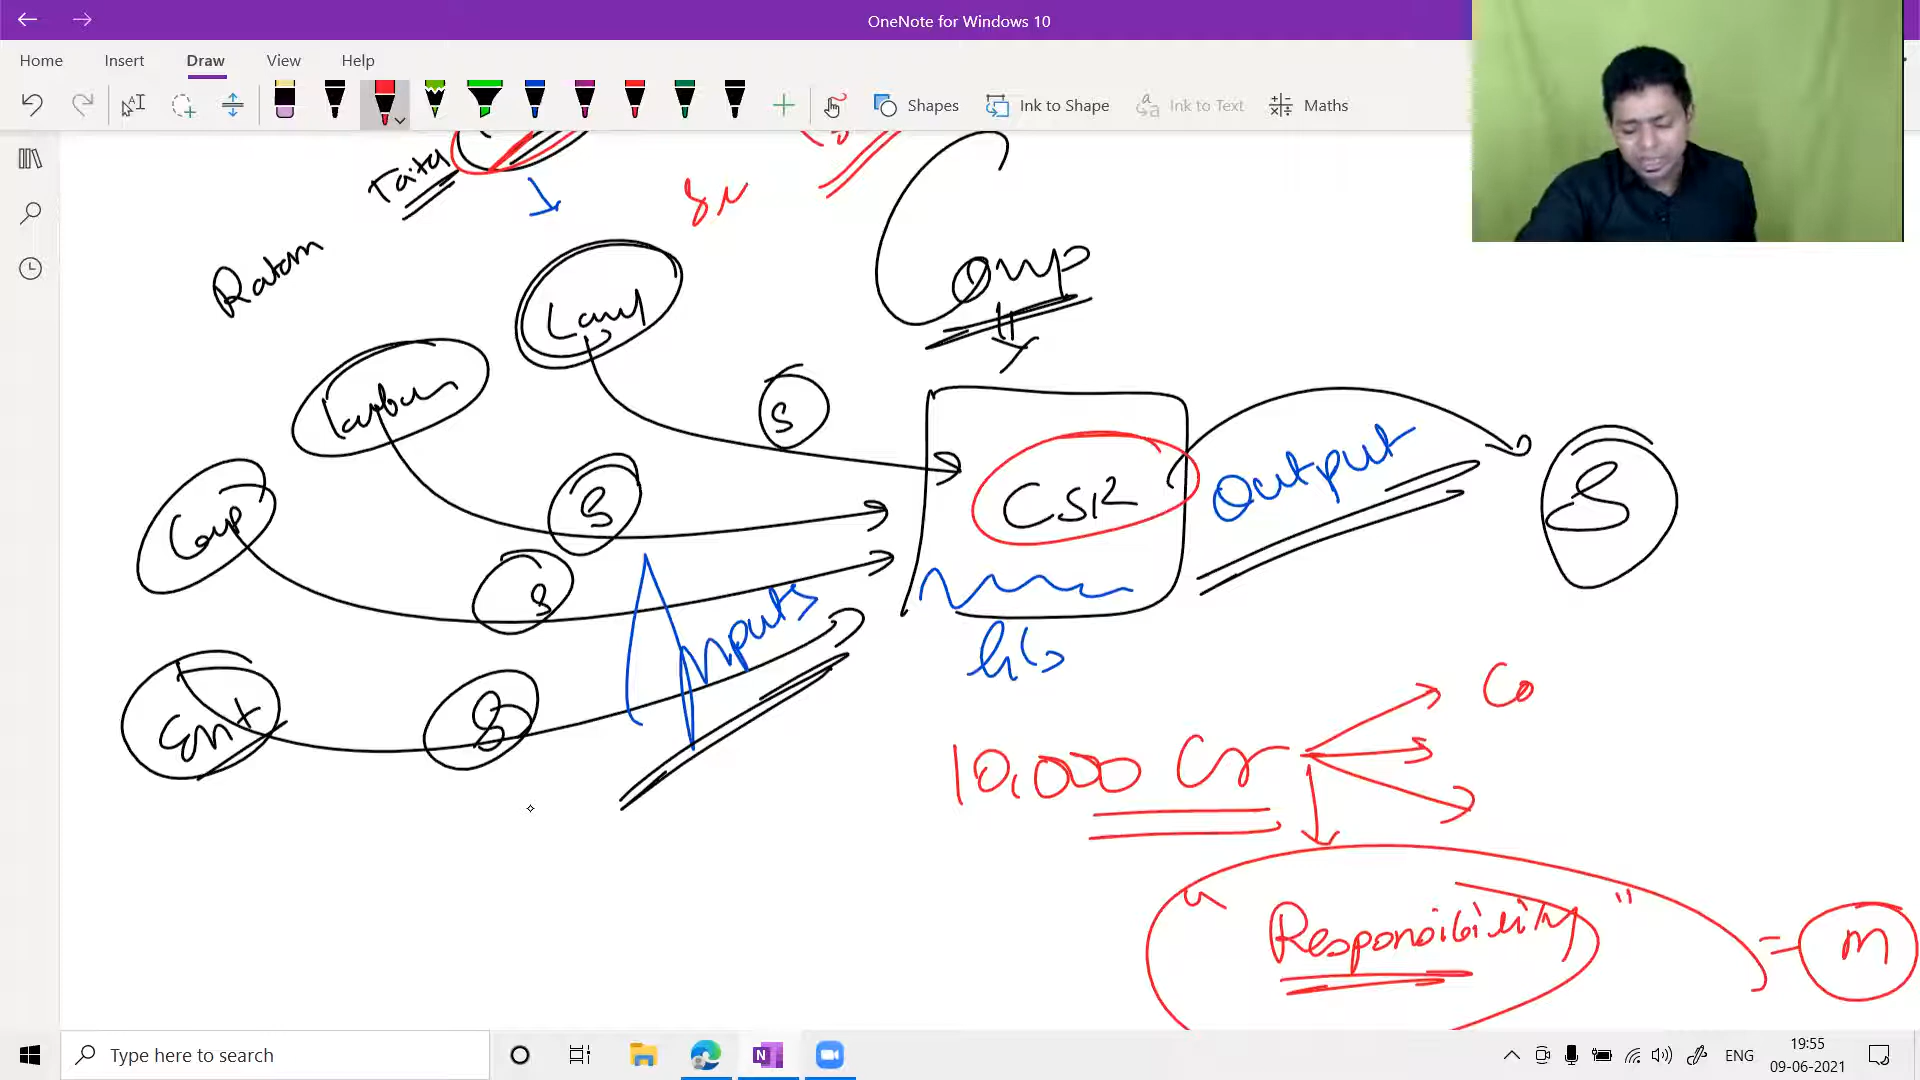 OneNote for Windows 10
Home Insert Draw View Help
Shapes Ink to Shape Ink to Text Maths
Tata
Ratan
Comp
Land
S
CSR
Output
S
S
Cap
S
Inputs
Ent
S
10,000 Cr
Co
" Responsibility "
= m
Type here to search
ENG
19:55
09-06-2021